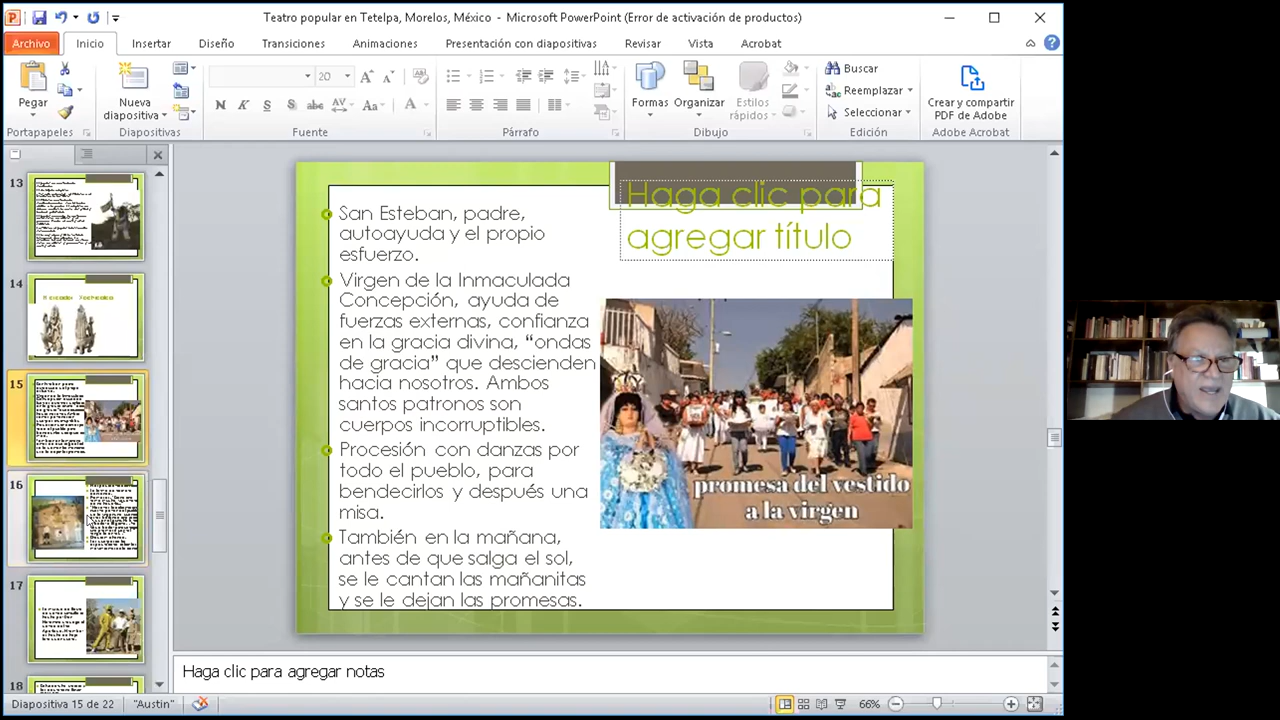 Teatro popular en Tetelpa, Morelos, México - Microsoft PowerPoint (Error de activación de productos)
Archivo Inicio Insertar Diseño Transiciones Animaciones Presentación con diapositivas Revisar Vista Acrobat
Pegar
Nueva
diapositiva
20
Formas
Organizar
Estilos
rápidos
Buscar
Reemplazar
Seleccionar
Crear y compartir
PDF de Adobe
Portapapeles Diapositivas Fuente Párrafo Dibujo Edición Adobe Acrobat
13
14
15
16
17
18
Haga clic para
agregar título
San Esteban, padre,
autoayuda y el propio
esfuerzo.
Virgen de la Inmaculada
Concepción, ayuda de
fuerzas externas, confianza
en la gracia divina, “ondas
de gracia” que descienden
hacia nosotros. Ambos
santos patronos son
cuerpos incorruptibles.
Procesión con danzas por
todo el pueblo, para
bendecirlos y después una
misa.
También en la mañana,
antes de que salga el sol,
se le cantan las mañanitas
y se le dejan las promesas.
promesa del vestido
a la virgen
Haga clic para agregar notas
Diapositiva 15 de 22 "Austin" 66%